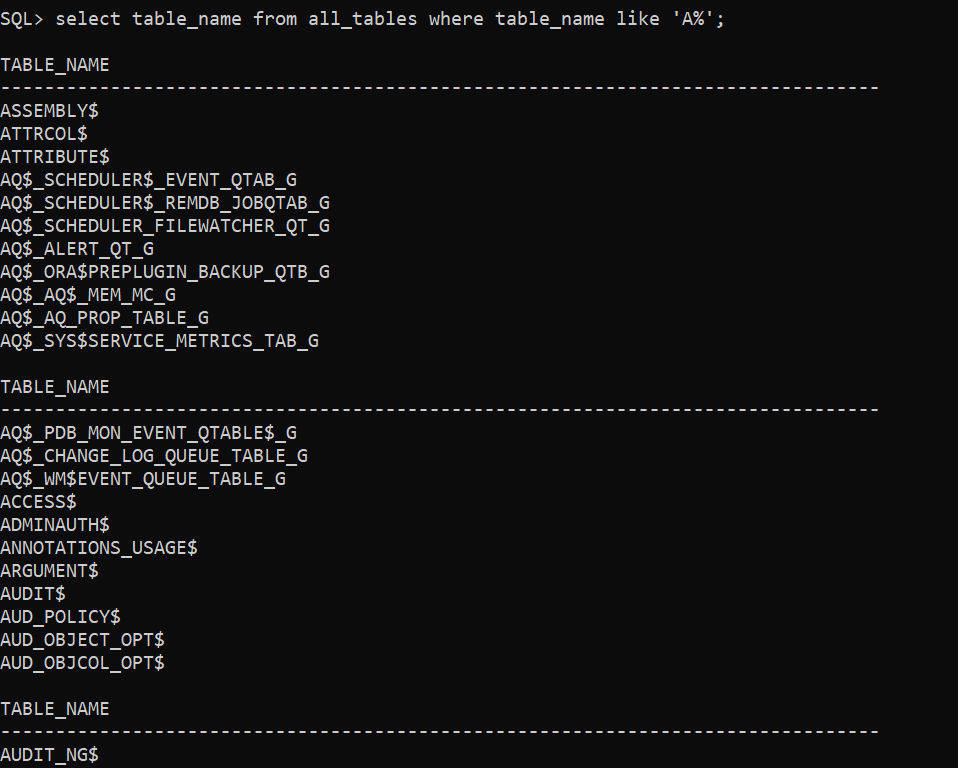 SQL> select table_name from all_tables where table_name like 'A%';
TABLE_NAME
--------------------------------------------------------------------------------
ASSEMBLY$
ATTRCOL$
ATTRIBUTE$
AQ$_SCHEDULER$_EVENT_QTAB_G
AQ$_SCHEDULER$_REMDB_JOBQTAB_G
AQ$_SCHEDULER_FILEWATCHER_QT_G
AQ$_ALERT_QT_G
AQ$_ORA$PREPLUGIN_BACKUP_QTB_G
AQ$_AQ$_MEM_MC_G
AQ$_AQ_PROP_TABLE_G
AQ$_SYS$SERVICE_METRICS_TAB_G
TABLE_NAME
--------------------------------------------------------------------------------
AQ$_PDB_MON_EVENT_QTABLE$_G
AQ$_CHANGE_LOG_QUEUE_TABLE_G
AQ$_WM$EVENT_QUEUE_TABLE_G
ACCESS$
ADMINAUTH$
ANNOTATIONS_USAGE$
ARGUMENT$
AUDIT$
AUD_POLICY$
AUD_OBJECT_OPT$
AUD_OBJCOL_OPT$
TABLE_NAME
--------------------------------------------------------------------------------
AUDIT_NG$